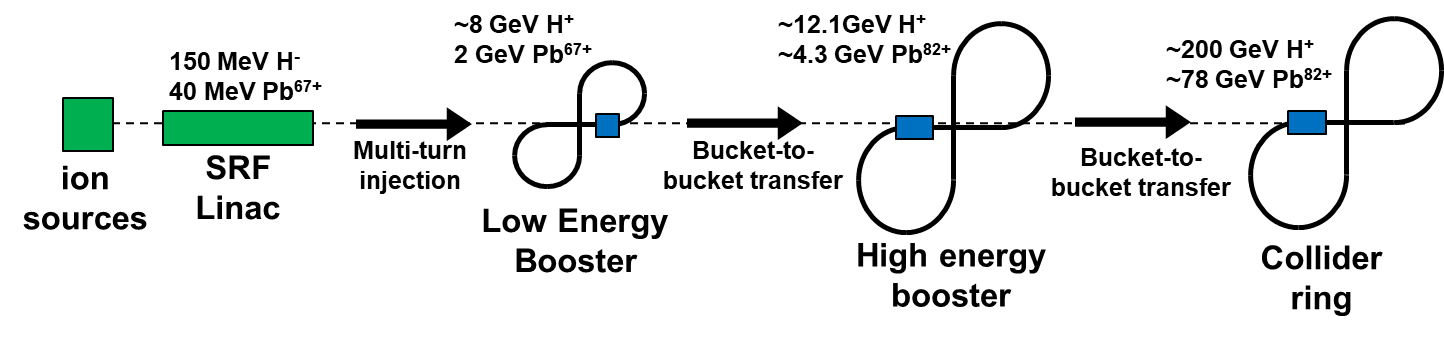 ion
sources
150 MeV H⁻
40 MeV Pb⁶⁷⁺
SRF
Linac
Multi-turn
injection
~8 GeV H⁺
2 GeV Pb⁶⁷⁺
Low Energy
Booster
Bucket-to-
bucket transfer
~12.1GeV H⁺
~4.3 GeV Pb⁸²⁺
High energy
booster
Bucket-to-
bucket transfer
~200 GeV H⁺
~78 GeV Pb⁸²⁺
Collider
ring